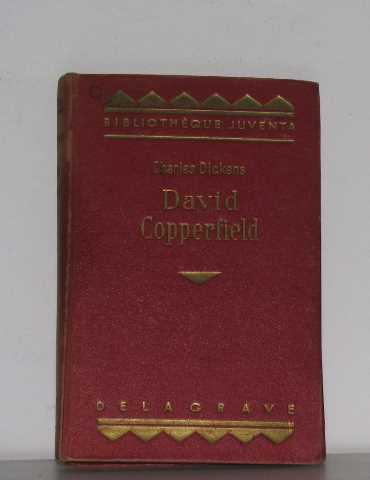 BIBLIOTHÈQUE JUVENTA
Charles Dickens
David
Copperfield
DELAGRAVE